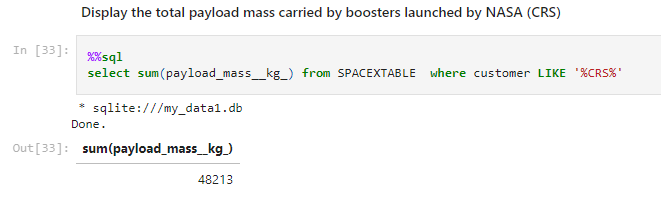 Display the total payload mass carried by boosters launched by NASA (CRS)
In [33]: %%sql
select sum(payload_mass__kg_) from SPACEXTABLE  where customer LIKE '%CRS%'
* sqlite:///my_data1.db
Done.
Out[33]: sum(payload_mass__kg_)
48213